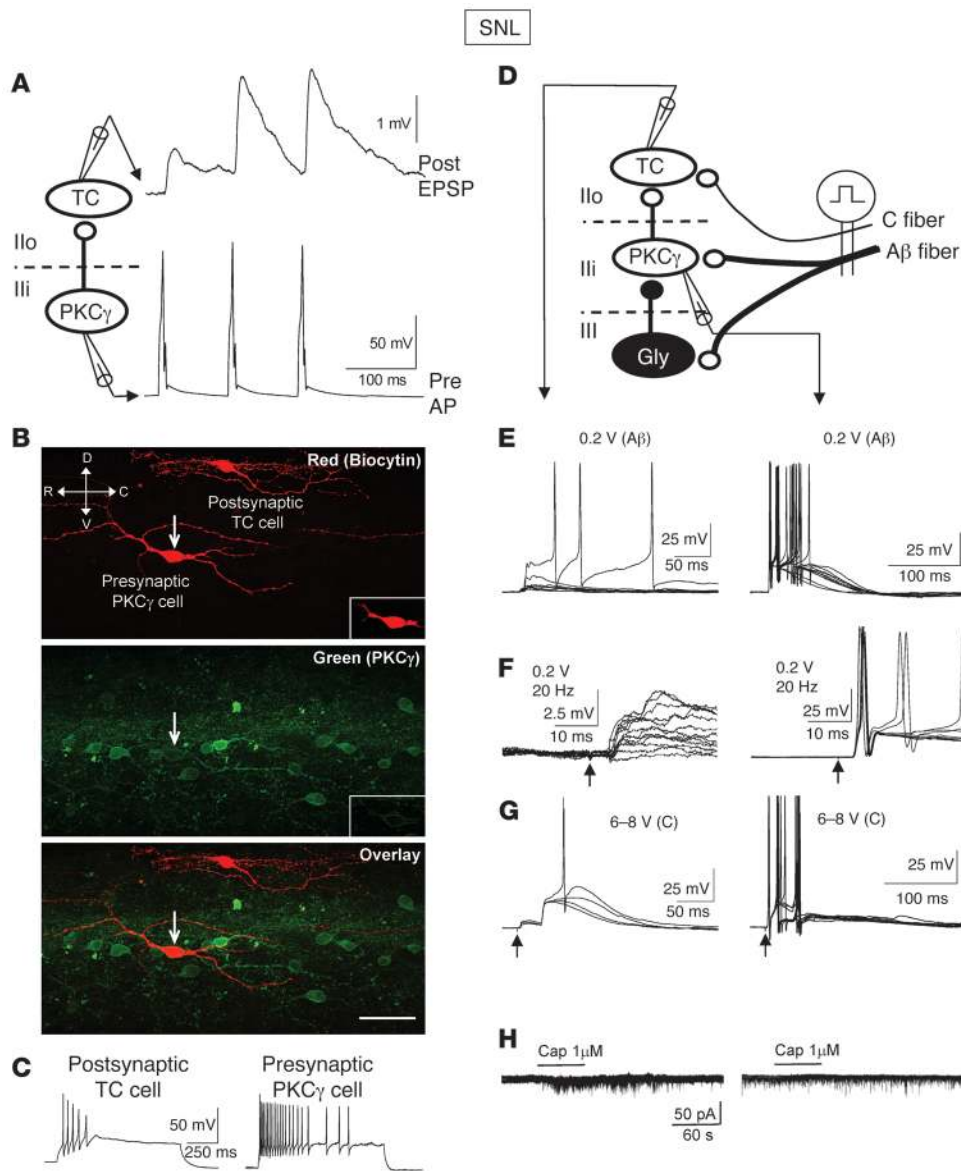 SNL
A
TC
IIo
IIi
PKCγ
1 mV
Post
EPSP
50 mV
100 ms
Pre
AP
B
Red (Biocytin)
D
R
C
V
Postsynaptic
TC cell
Presynaptic
PKCγ cell
Green (PKCγ)
Overlay
C
Postsynaptic
TC cell
50 mV
250 ms
Presynaptic
PKCγ cell
D
TC
IIo
PKCγ
IIi
III
Gly
C fiber
Aβ fiber
E
0.2 V (Aβ)
25 mV
50 ms
0.2 V (Aβ)
25 mV
100 ms
F
0.2 V
20 Hz
2.5 mV
10 ms
0.2 V
20 Hz
25 mV
10 ms
G
6–8 V (C)
25 mV
50 ms
6–8 V (C)
25 mV
100 ms
H
Cap 1μM
Cap 1μM
50 pA
60 s